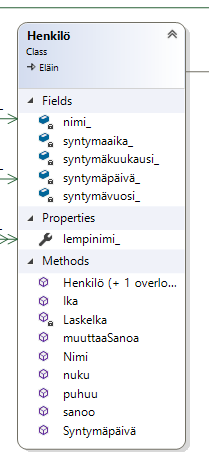 Henkilö
Class
Eläin
Fields
nimi_
syntymaaika_
syntymäkuukausi_
syntymäpäivä_
syntymävuosi_
Properties
lempinimi_
Methods
Henkilö (+ 1 overlo...
Ika
Laskelka
muuttaaSanoa
Nimi
nuku
puhuu
sanoo
Syntymäpäivä